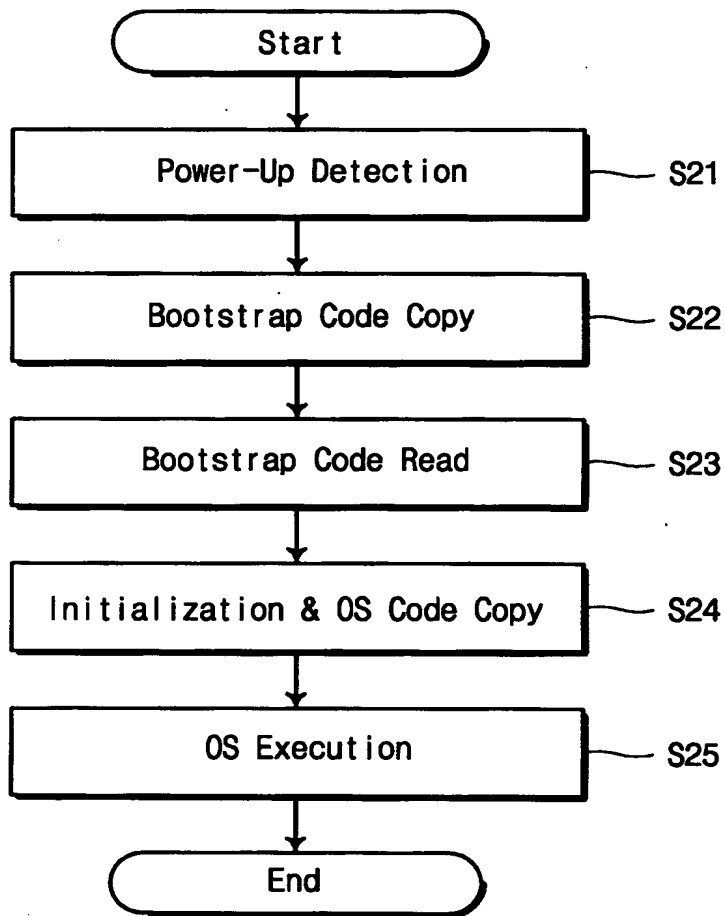 Start
Power-Up Detection
S21
Bootstrap Code Copy
S22
Bootstrap Code Read
S23
Initialization & OS Code Copy
S24
OS Execution
S25
End